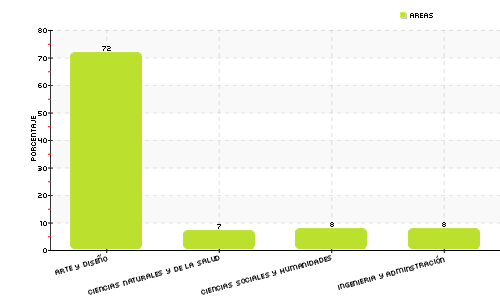 AREAS
PORCENTAJE
80
70
60
50
40
30
20
10
0
72
7
8
8
ARTE Y DISEÑO
CIENCIAS NATURALES Y DE LA SALUD
CIENCIAS SOCIALES Y HUMANIDADES
INGENIERIA Y ADMINSTRACIÓN